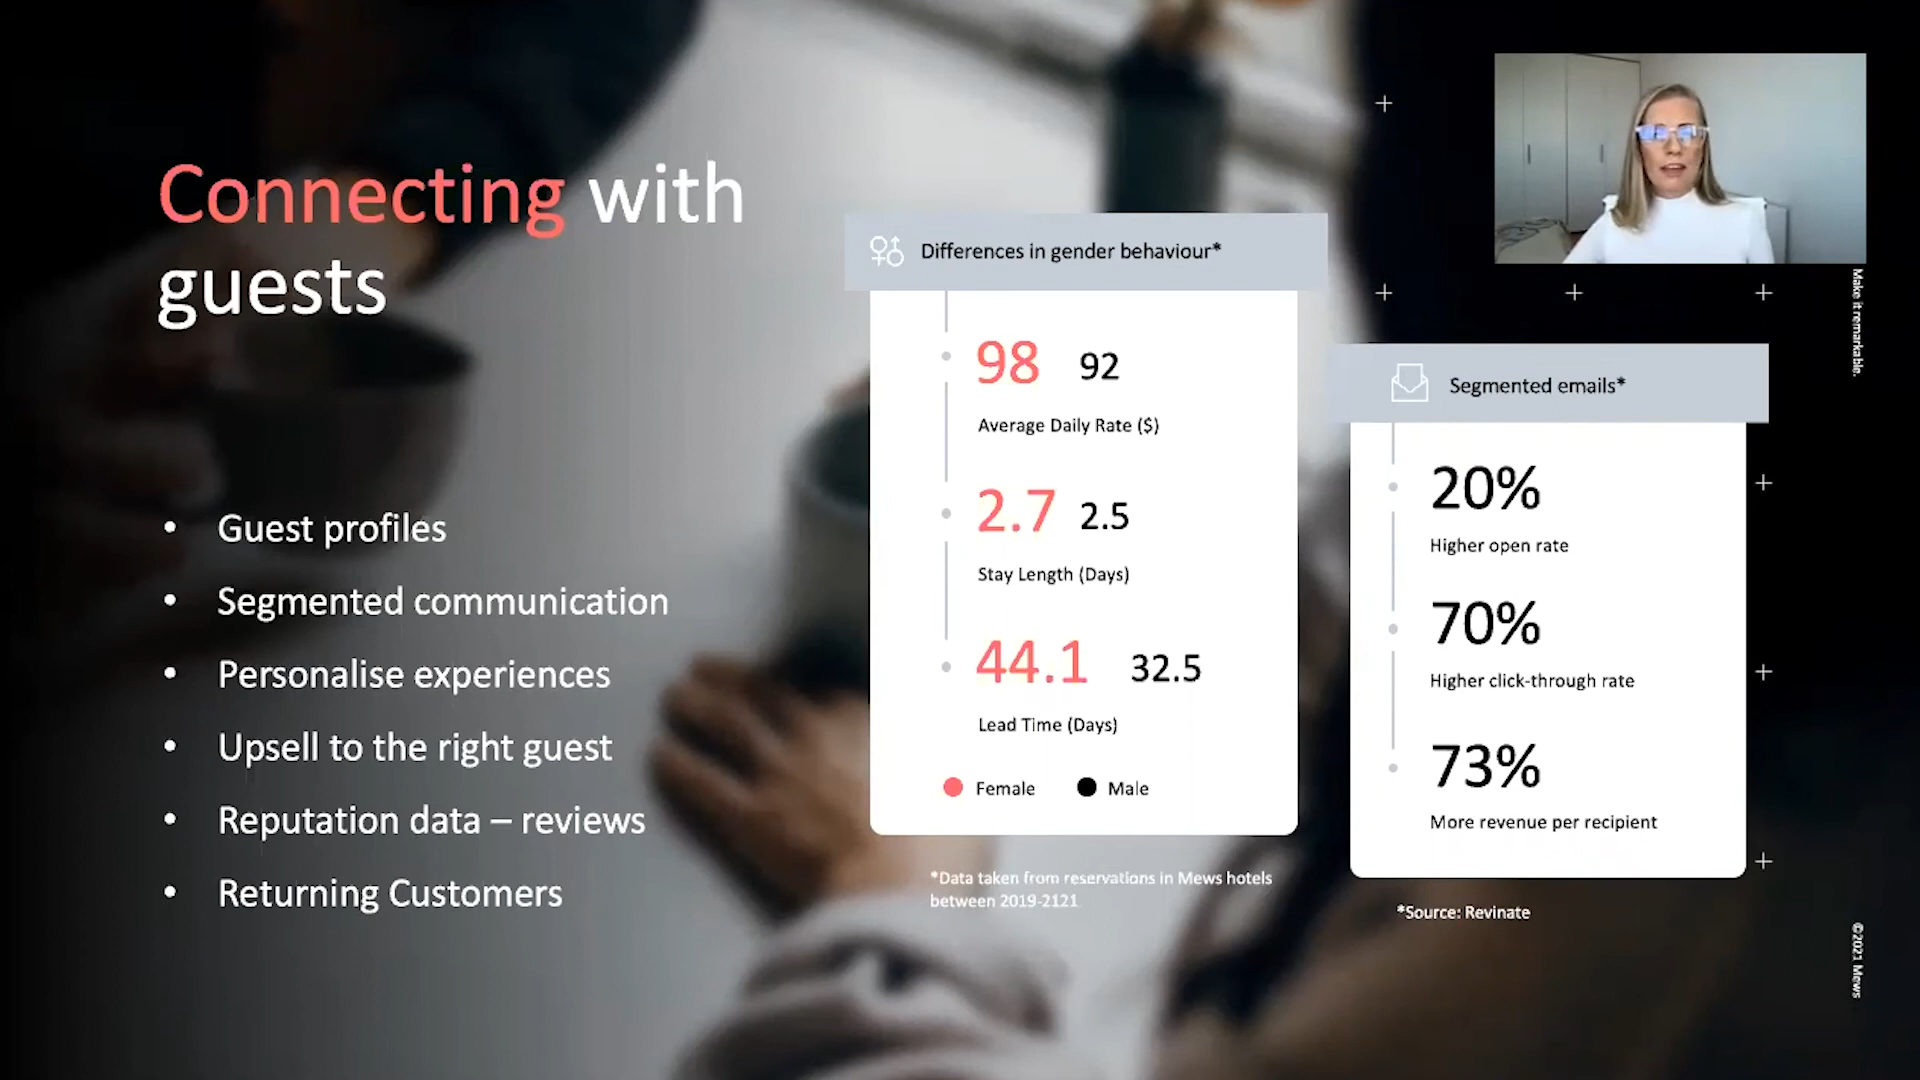 Connecting with
guests
• Guest profiles
• Segmented communication
• Personalise experiences
• Upsell to the right guest
• Reputation data – reviews
• Returning Customers
Differences in gender behaviour*
98 92
Average Daily Rate ($)
2.7 2.5
Stay Length (Days)
44.1 32.5
Lead Time (Days)
Female Male
*Data taken from reservations in Mews hotels
between 2019-2121
Segmented emails*
20%
Higher open rate
70%
Higher click-through rate
73%
More revenue per recipient
*Source: Revinate
Make it remarkable.
©2021 Mews